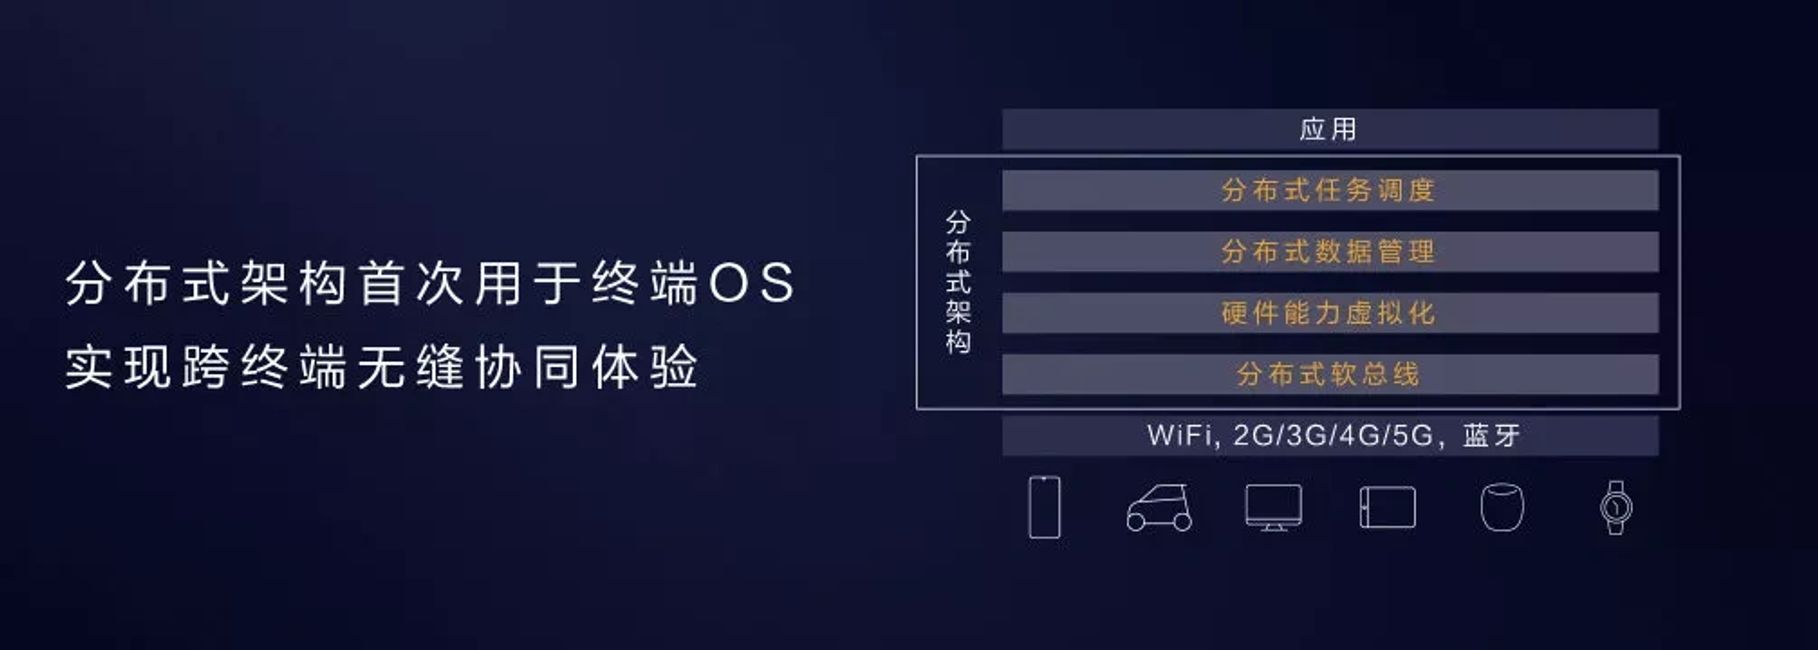 分布式架构首次用于终端OS
实现跨终端无缝协同体验
应用
分布式架构
分布式任务调度
分布式数据管理
硬件能力虚拟化
分布式软总线
WiFi, 2G/3G/4G/5G, 蓝牙